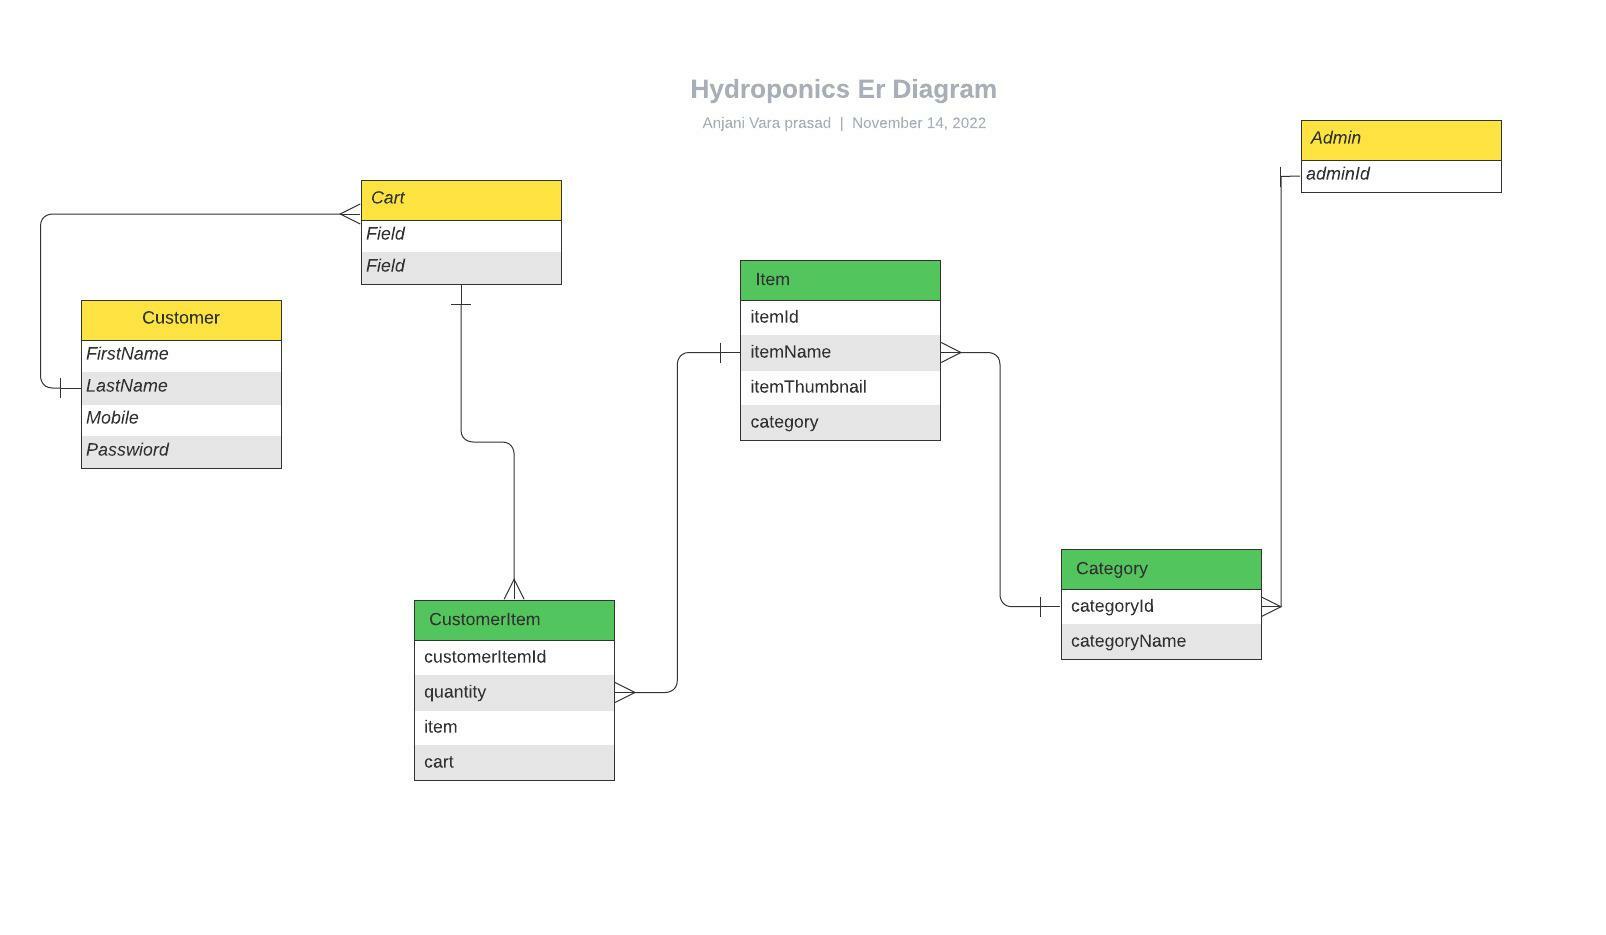 Hydroponics Er Diagram
Anjani Vara prasad | November 14, 2022
Admin
adminId
Cart
Field
Field
Customer
FirstName
LastName
Mobile
Passwiord
Item
itemId
itemName
itemThumbnail
category
Category
categoryId
categoryName
CustomerItem
customerItemId
quantity
item
cart